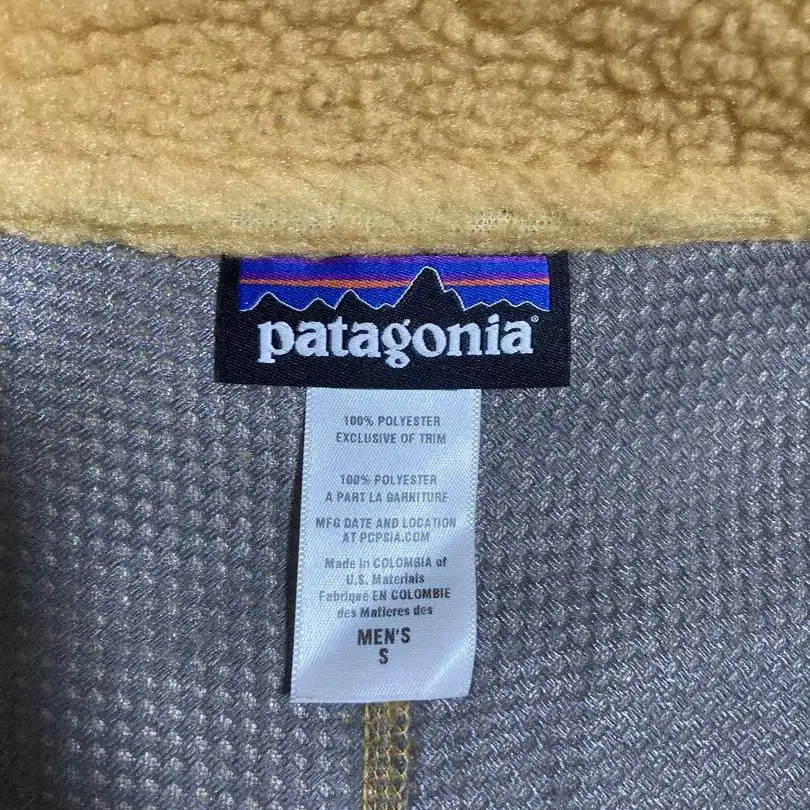 patagonia®
100% POLYESTER
EXCLUSIVE OF TRIM
100% POLYESTER
A PART LA GARNITURE
MFG DATE AND LOCATION
AT PCPSIA.COM
Made in COLOMBIA of
U.S. Materials
Fabriqué EN COLOMBIE
des Matieres des
MEN'S
S